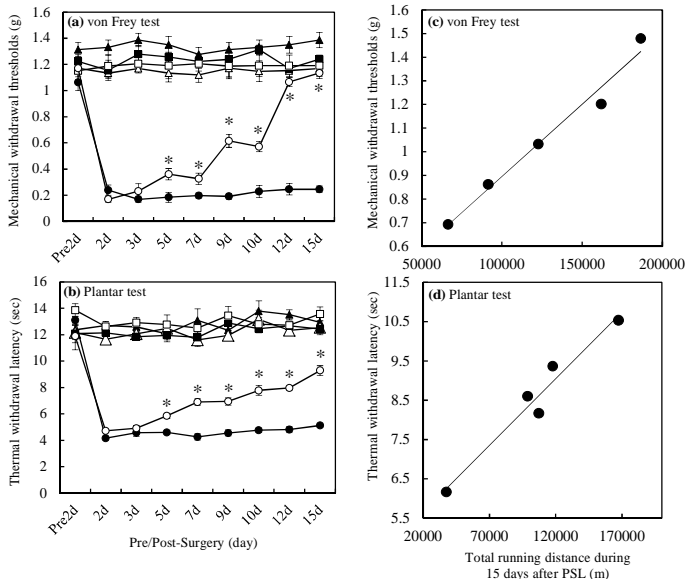 (a) von Frey test
Mechanical withdrawal thresholds (g)
1.6
1.4
1.2
1
0.8
0.6
0.4
0.2
0
* * * * * *
Pre2d 2d 3d 5d 7d 9d 10d 12d 15d
(c) von Frey test
Mechanical withdrawal thresholds (g)
1.6
1.5
1.4
1.3
1.2
1.1
1
0.9
0.8
0.7
0.6
50000 100000 150000 200000
(b) Plantar test
Thermal withdrawal latency (sec)
16
14
12
10
8
6
4
2
0
* * * * * *
Pre2d 2d 3d 5d 7d 9d 10d 12d 15d
Pre/Post-Surgery (day)
(d) Plantar test
Thermal withdrawal latency (sec)
10.5
9.5
8.5
7.5
6.5
5.5
20000 70000 120000 170000
Total running distance during
15 days after PSL (m)